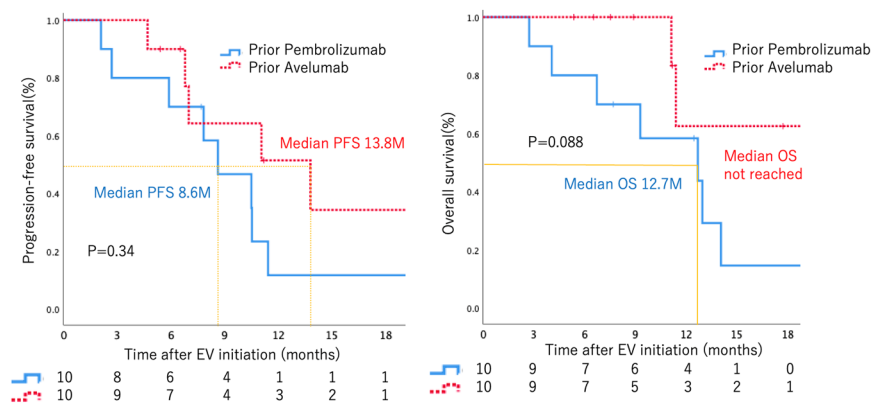 Progression-free survival(%)
1.0
0.8
0.6
0.4
0.2
0.0
Prior Pembrolizumab
Prior Avelumab
Median PFS 13.8M
Median PFS 8.6M
P=0.34
0 3 6 9 12 15 18
Time after EV initiation (months)
10 8 6 4 1 1 1
10 9 7 4 3 2 1
Overall survival(%)
1.0
0.8
0.6
0.4
0.2
0.0
Prior Pembrolizumab
Prior Avelumab
P=0.088
Median OS
not reached
Median OS 12.7M
0 3 6 9 12 15 18
Time after EV initiation (months)
10 9 7 6 4 1 0
10 9 7 5 3 2 1